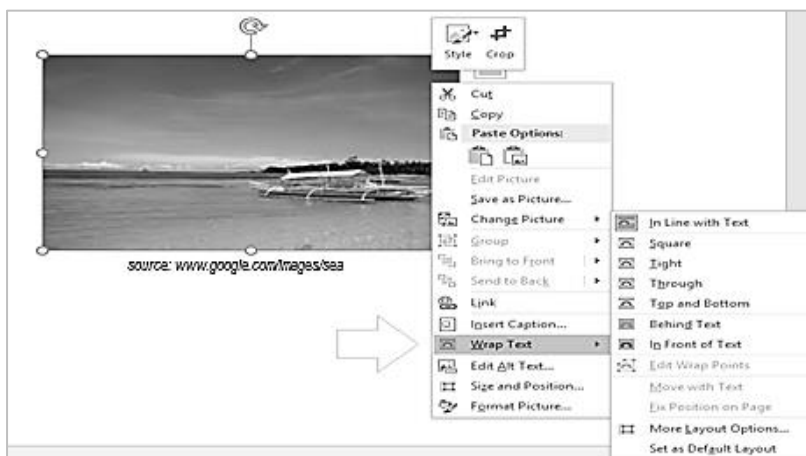 Style Crop
Cut
Copy
Paste Options:
Edit Picture
Save as Picture...
Change Picture
Group
Bring to Front
Send to Back
Link
Insert Caption...
Wrap Text
Edit Alt Text...
Size and Position...
Format Picture...
In Line with Text
Square
Tight
Through
Top and Bottom
Behind Text
In Front of Text
Edit Wrap Points
Move with Text
Fix Position on Page
More Layout Options...
Set as Default Layout
source: www.google.com/images/sea